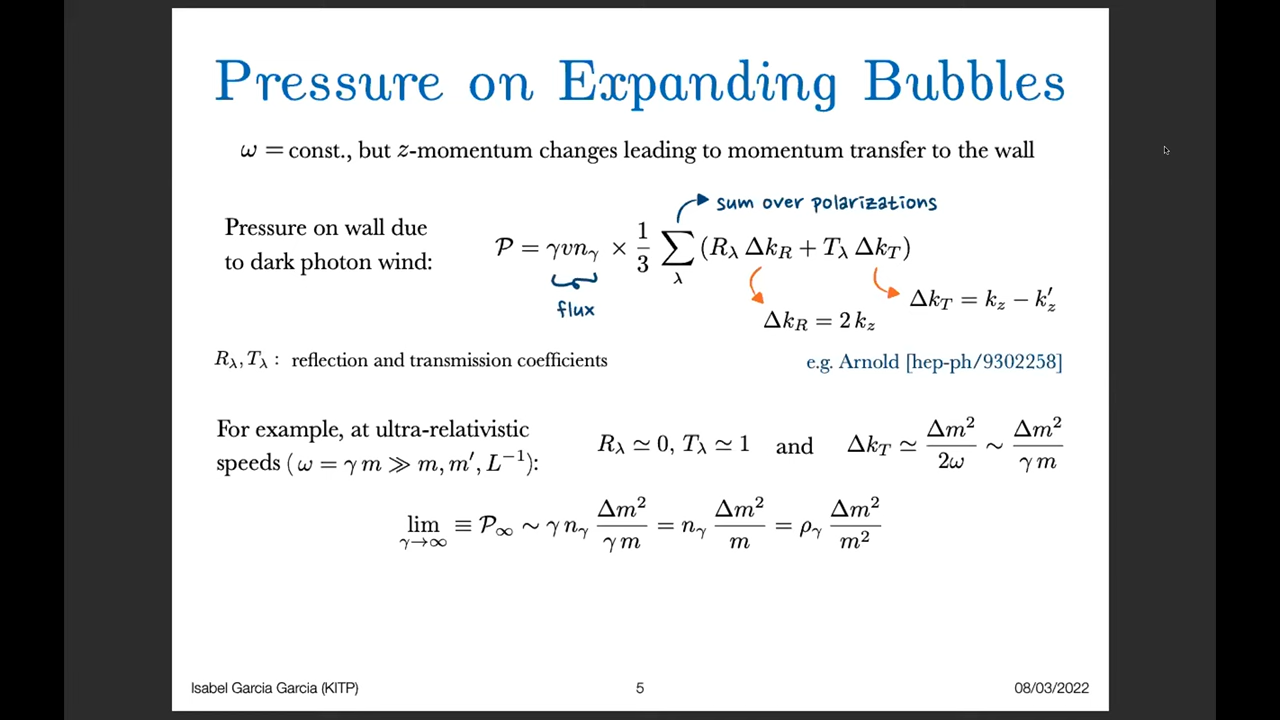 Pressure on Expanding Bubbles
ω = const., but z-momentum changes leading to momentum transfer to the wall
sum over polarizations
Pressure on wall due
to dark photon wind:
𝒫 = γvn_γ × 1/3 ∑_λ (R_λ Δk_R + T_λ Δk_T)
flux
Δk_T = k_z − k′_z
Δk_R = 2 k_z
R_λ, T_λ : reflection and transmission coefficients
e.g. Arnold [hep-ph/9302258]
For example, at ultra-relativistic
speeds ( ω = γ m ≫ m, m′, L⁻¹):
R_λ ≃ 0, T_λ ≃ 1 and Δk_T ≃ Δm²/2ω ∼ Δm²/γ m
lim_{γ→∞} ≡ 𝒫_∞ ∼ γ n_γ Δm²/γ m = n_γ Δm²/m = ρ_γ Δm²/m²
Isabel Garcia Garcia (KITP)
5
08/03/2022